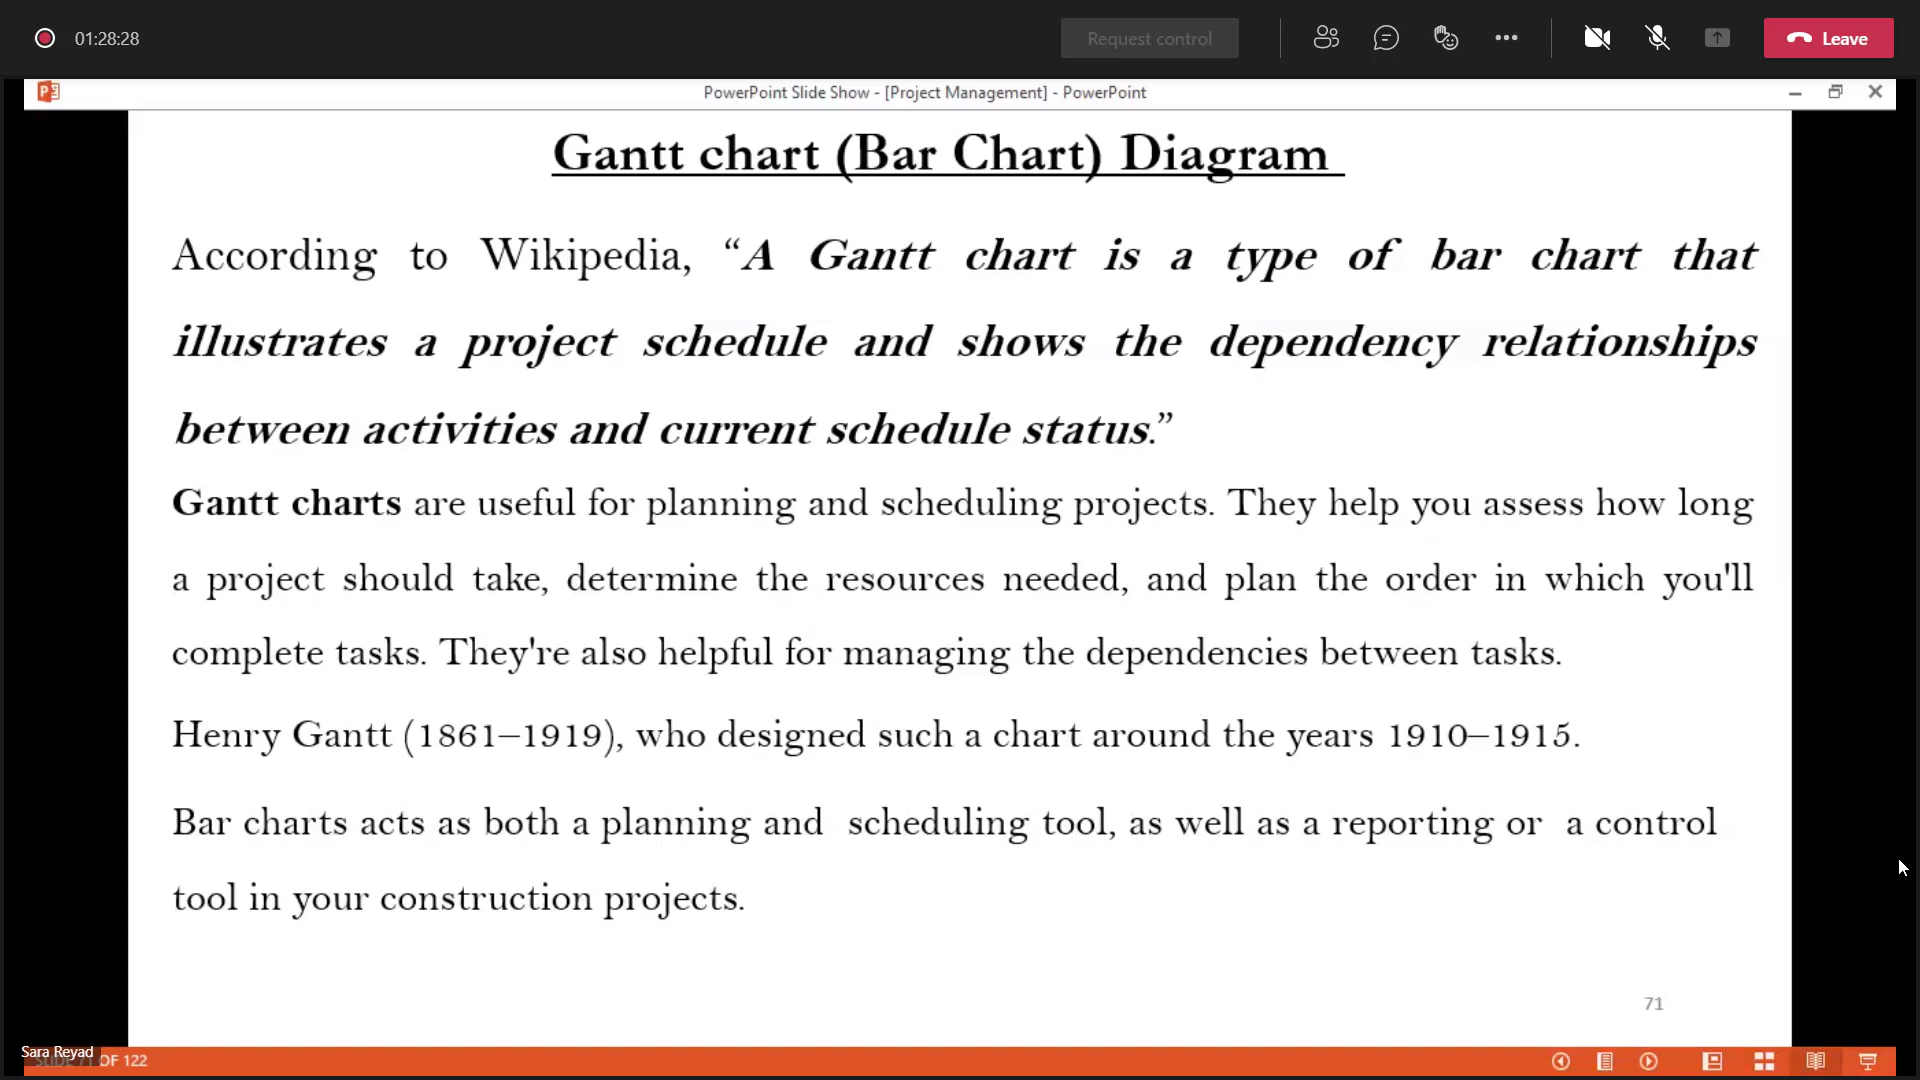 01:28:28
Request control
Leave
PowerPoint Slide Show - [Project Management] - PowerPoint
Gantt chart (Bar Chart) Diagram
According to Wikipedia, “A Gantt chart is a type of bar chart that
illustrates a project schedule and shows the dependency relationships
between activities and current schedule status.”
Gantt charts are useful for planning and scheduling projects. They help you assess how long
a project should take, determine the resources needed, and plan the order in which you'll
complete tasks. They're also helpful for managing the dependencies between tasks.
Henry Gantt (1861–1919), who designed such a chart around the years 1910–1915.
Bar charts acts as both a planning and scheduling tool, as well as a reporting or a control
tool in your construction projects.
71
Sara Reyad
SLIDE 71 OF 122